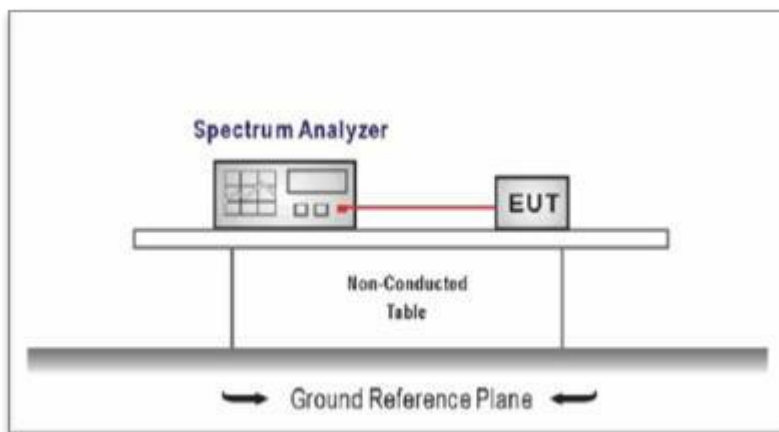 Spectrum Analyzer
EUT
Non-Conducted
Table
Ground Reference Plane